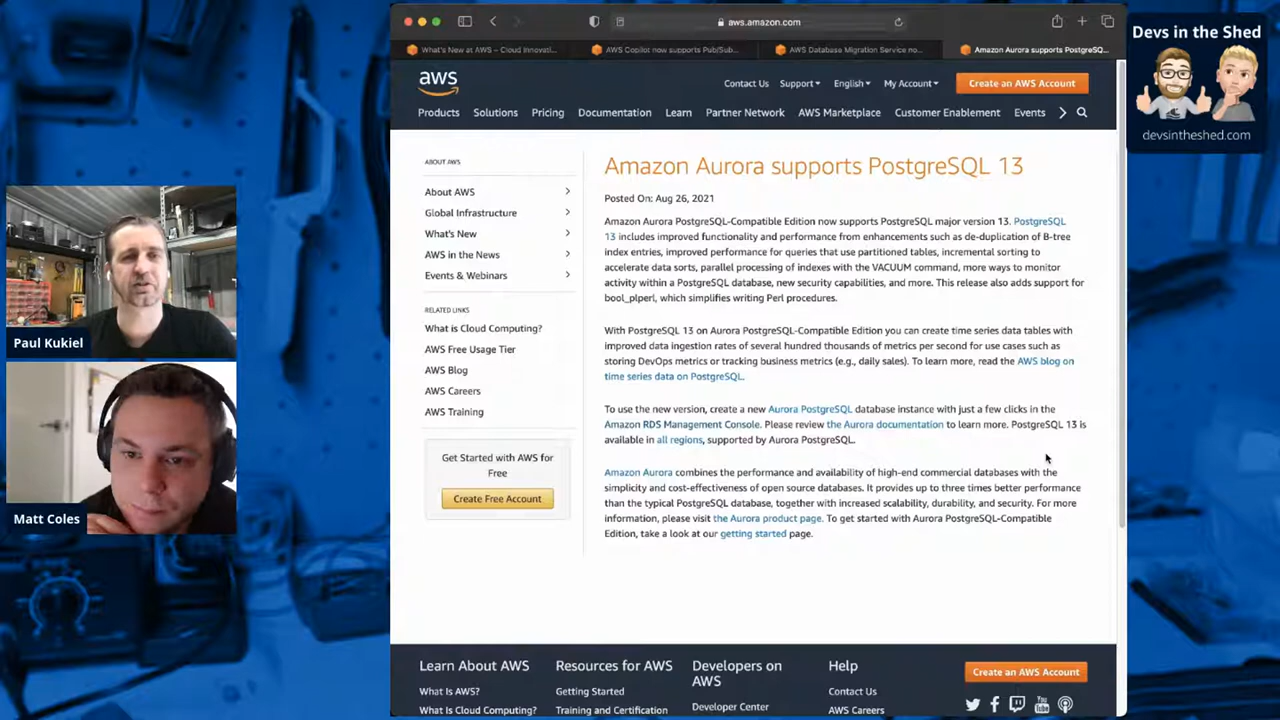 Devs in the Shed
devsintheshed.com
Paul Kukiel
Matt Coles
aws.amazon.com
What's New at AWS – Cloud Innovati...
AWS Copilot now supports Pub/Sub...
AWS Database Migration Service no...
Amazon Aurora supports PostgreSQ...
aws
Contact Us
Support
English
My Account
Create an AWS Account
Products
Solutions
Pricing
Documentation
Learn
Partner Network
AWS Marketplace
Customer Enablement
Events
ABOUT AWS
About AWS
Global Infrastructure
What's New
AWS in the News
Events & Webinars
RELATED LINKS
What is Cloud Computing?
AWS Free Usage Tier
AWS Blog
AWS Careers
AWS Training
Get Started with AWS for
Free
Create Free Account
Amazon Aurora supports PostgreSQL 13
Posted On: Aug 26, 2021
Amazon Aurora PostgreSQL-Compatible Edition now supports PostgreSQL major version 13. PostgreSQL
13 includes improved functionality and performance from enhancements such as de-duplication of B-tree
index entries, improved performance for queries that use partitioned tables, incremental sorting to
accelerate data sorts, parallel processing of indexes with the VACUUM command, more ways to monitor
activity within a PostgreSQL database, new security capabilities, and more. This release also adds support for
bool_plperl, which simplifies writing Perl procedures.
With PostgreSQL 13 on Aurora PostgreSQL-Compatible Edition you can create time series data tables with
improved data ingestion rates of several hundred thousands of metrics per second for use cases such as
storing DevOps metrics or tracking business metrics (e.g., daily sales). To learn more, read the AWS blog on
time series data on PostgreSQL.
To use the new version, create a new Aurora PostgreSQL database instance with just a few clicks in the
Amazon RDS Management Console. Please review the Aurora documentation to learn more. PostgreSQL 13 is
available in all regions, supported by Aurora PostgreSQL.
Amazon Aurora combines the performance and availability of high-end commercial databases with the
simplicity and cost-effectiveness of open source databases. It provides up to three times better performance
than the typical PostgreSQL database, together with increased scalability, durability, and security. For more
information, please visit the Aurora product page. To get started with Aurora PostgreSQL-Compatible
Edition, take a look at our getting started page.
Learn About AWS
What Is AWS?
What Is Cloud Computing?
Resources for AWS
Getting Started
Training and Certification
Developers on
AWS
Developer Center
Help
Contact Us
AWS Careers
Create an AWS Account
You
Tube